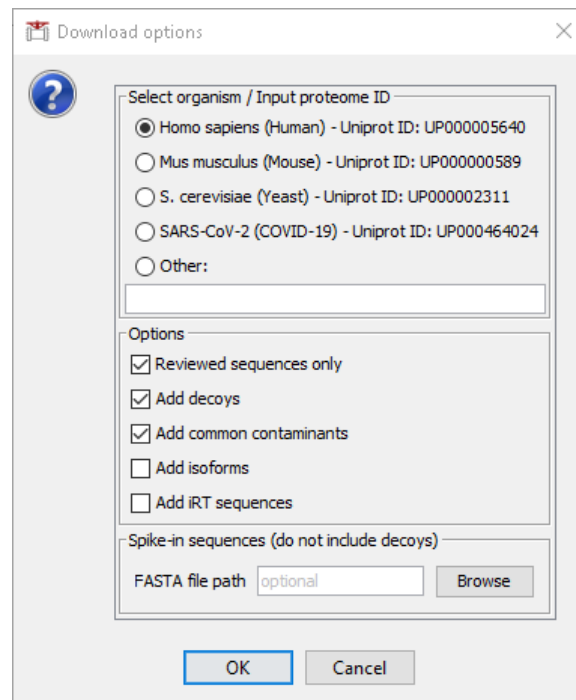 Download options
Select organism / Input proteome ID
Homo sapiens (Human) - Uniprot ID: UP000005640
Mus musculus (Mouse) - Uniprot ID: UP000000589
S. cerevisiae (Yeast) - Uniprot ID: UP000002311
SARS-CoV-2 (COVID-19) - Uniprot ID: UP000464024
Other:
Options
Reviewed sequences only
Add decoys
Add common contaminants
Add isoforms
Add iRT sequences
Spike-in sequences (do not include decoys)
FASTA file path optional Browse
OK Cancel